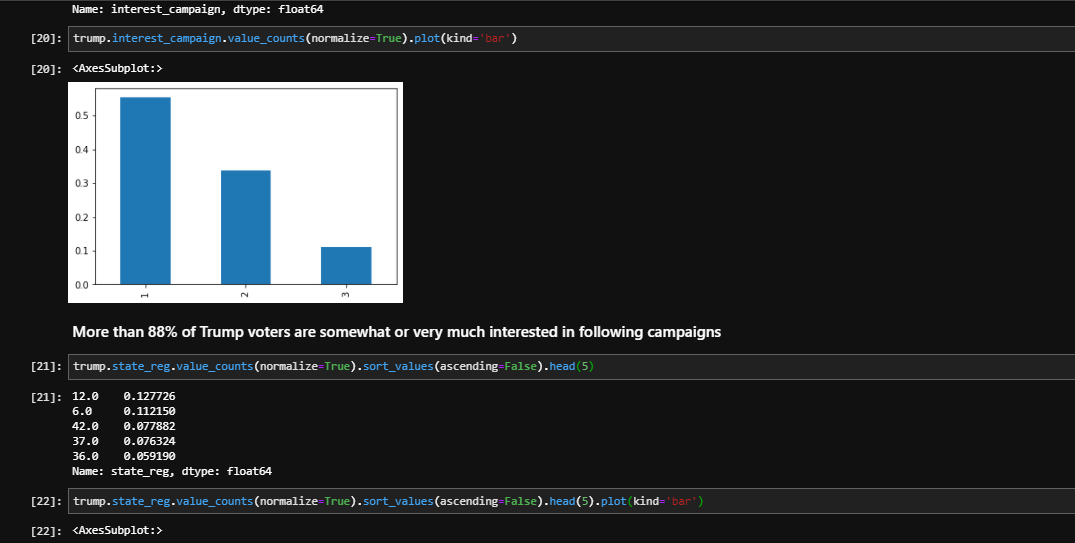 Name: interest_campaign, dtype: float64
[20]: trump.interest_campaign.value_counts(normalize=True).plot(kind='bar')
[20]: <AxesSubplot:>
0.5
0.4
0.3
0.2
0.1
0.0
1 2 3
More than 88% of Trump voters are somewhat or very much interested in following campaigns
[21]: trump.state_reg.value_counts(normalize=True).sort_values(ascending=False).head(5)
[21]: 12.0 0.127726
6.0 0.112150
42.0 0.077882
37.0 0.076324
36.0 0.059190
Name: state_reg, dtype: float64
[22]: trump.state_reg.value_counts(normalize=True).sort_values(ascending=False).head(5).plot(kind='bar')
[22]: <AxesSubplot:>